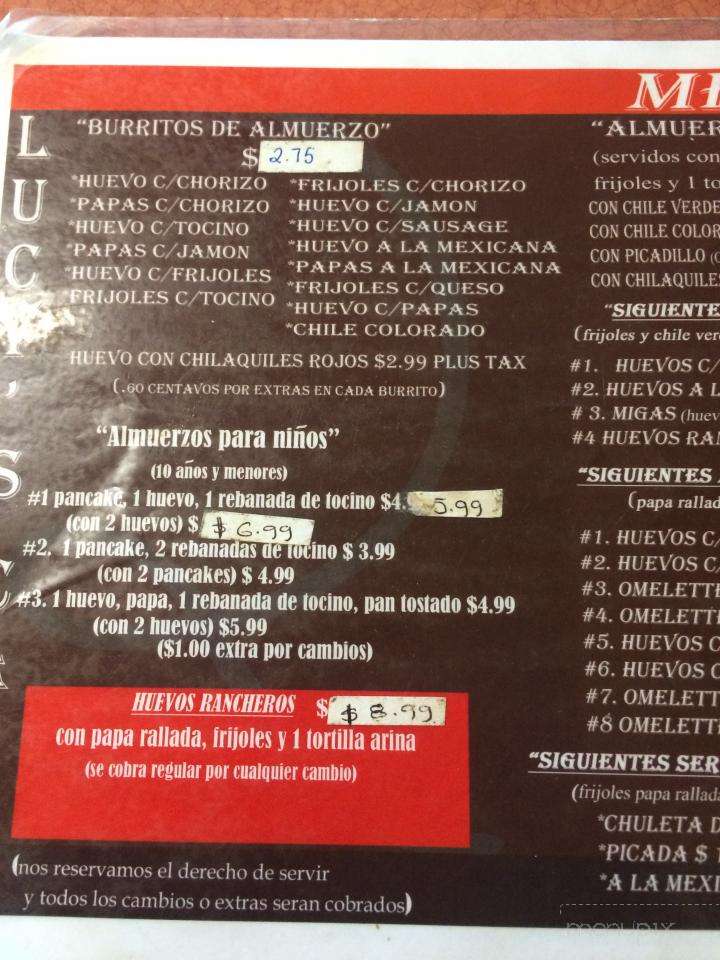 ME
LUCY'S C
"BURRITOS DE ALMUERZO"
$ 2.75
*HUEVO C/CHORIZO
*PAPAS C/CHORIZO
*HUEVO C/TOCINO
*PAPAS C/JAMON
*HUEVO C/FRIJOLES
FRIJOLES C/TOCINO
*FRIJOLES C/CHORIZO
*HUEVO C/JAMON
*HUEVO C/SAUSAGE
*HUEVO A LA MEXICANA
*PAPAS A LA MEXICANA
*FRIJOLES C/QUESO
*HUEVO C/PAPAS
*CHILE COLORADO
HUEVO CON CHILAQUILES ROJOS $2.99 PLUS TAX
(.60 CENTAVOS POR EXTRAS EN CADA BURRITO)
"Almuerzos para niños"
(10 años y menores)
#1 pancake, 1 huevo, 1 rebanada de tocino $4. 5.99
(con 2 huevos) $ $ 6.99
#2. 1 pancake, 2 rebanadas de tocino $ 3.99
(con 2 pancakes) $ 4.99
#3. 1 huevo, papa, 1 rebanada de tocino, pan tostado $4.99
(con 2 huevos) $5.99
($1.00 extra por cambios)
HUEVOS RANCHEROS $ $ 8.99
con papa rallada, frijoles y 1 tortilla arina
(se cobra regular por cualquier cambio)
(nos reservamos el derecho de servir
y todos los cambios o extras seran cobrados)
"ALMUER
(servidos con
frijoles y 1 to
CON CHILE VERDE
CON CHILE COLOR
CON PICADILLO (
CON CHILAQUILES
"SIGUIENTE
(frijoles y chile verd
#1. HUEVOS C/
#2. HUEVOS A L
# 3. MIGAS (huev
#4 HUEVOS RAN
"SIGUIENTES
(papa rallad
#1. HUEVOS C/
#2. HUEVOS C/
#3. OMELETTE
#4. OMELETTE
#5. HUEVOS C
#6. HUEVOS C
#7. OMELETT
#8 OMELETTE
"SIGUIENTES SER
(frijoles papa rallada
*CHULETA D
*PICADA $ 1
*A LA MEXI
menupix